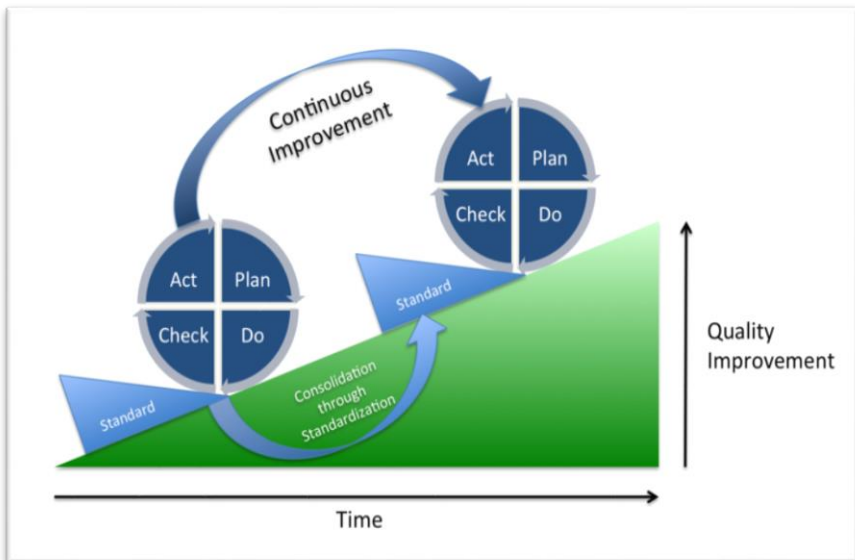 Continuous
Improvement
Act
Plan
Check
Do
Act
Plan
Check
Do
Standard
Standard
Consolidation
through
Standardization
Quality
Improvement
Time